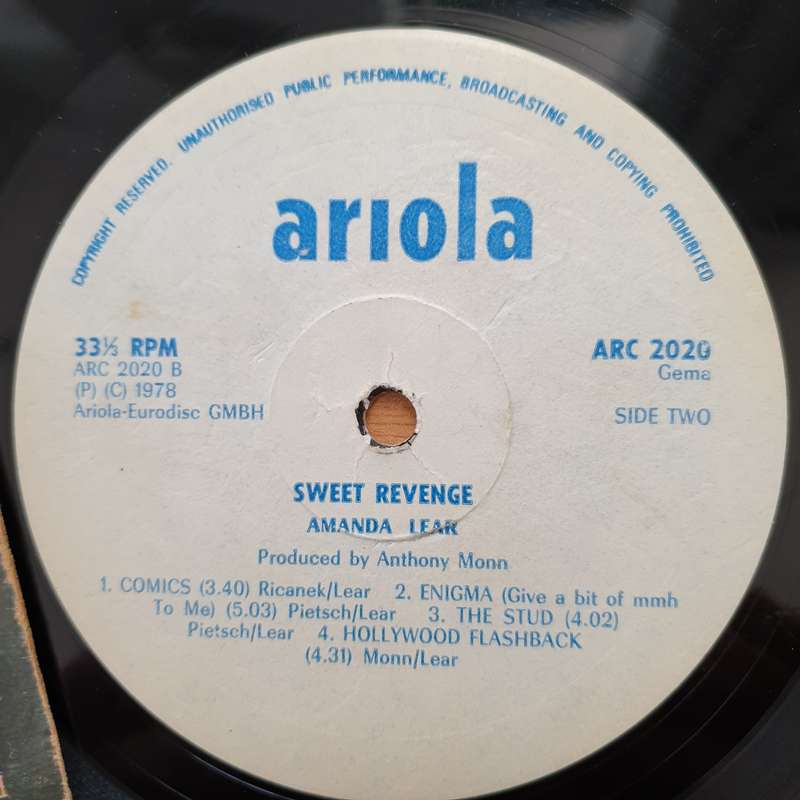 COPYRIGHT RESERVED. UNAUTHORISED PUBLIC PERFORMANCE, BROADCASTING AND COPYING PROHIBITED
ariola
33⅓ RPM
ARC 2020 B
(P) (C) 1978
Ariola-Eurodisc GMBH
ARC 2020
Gema
SIDE TWO
SWEET REVENGE
AMANDA LEAR
Produced by Anthony Monn
1. COMICS (3.40) Ricanek/Lear 2. ENIGMA (Give a bit of mmh
To Me) (5.03) Pietsch/Lear 3. THE STUD (4.02)
Pietsch/Lear 4. HOLLYWOOD FLASHBACK
(4.31) Monn/Lear